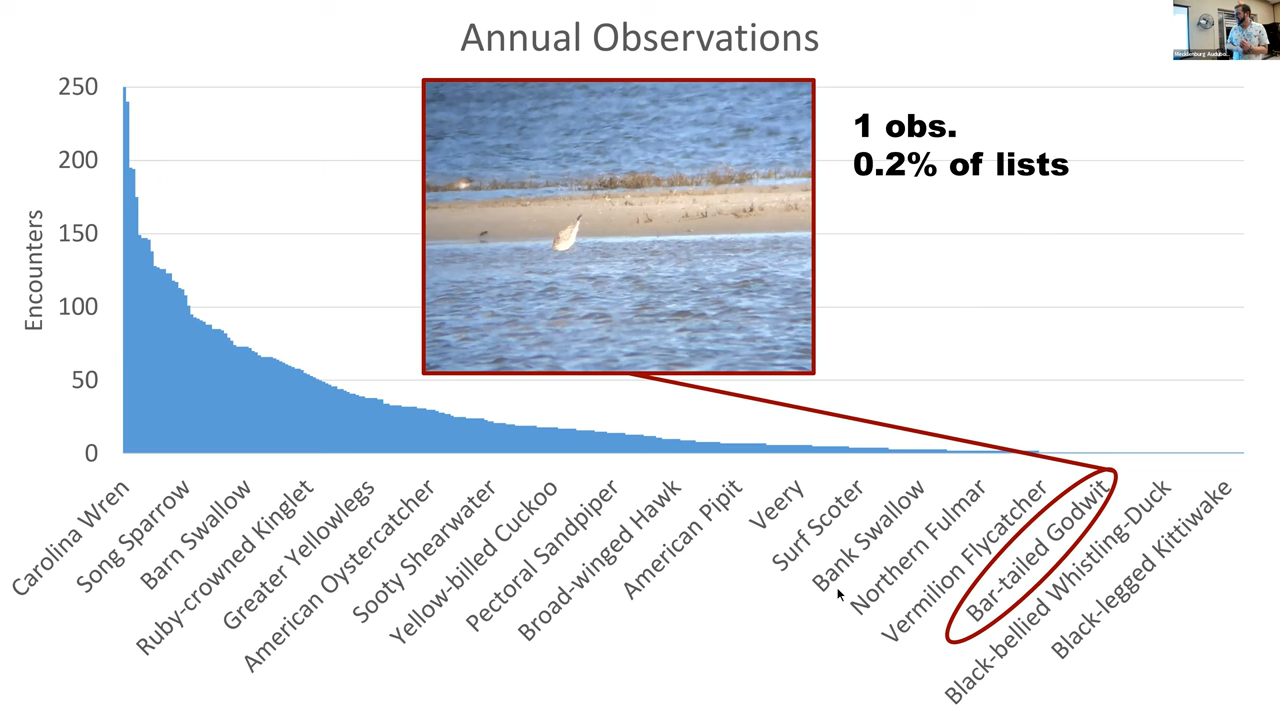 Annual Observations
Mecklenburg Audubo...
1 obs.
0.2% of lists
Encounters
250
200
150
100
50
0
Carolina Wren
Song Sparrow
Barn Swallow
Ruby-crowned Kinglet
Greater Yellowlegs
American Oystercatcher
Sooty Shearwater
Yellow-billed Cuckoo
Pectoral Sandpiper
Broad-winged Hawk
American Pipit
Veery
Surf Scoter
Bank Swallow
Northern Fulmar
Vermilion Flycatcher
Bar-tailed Godwit
Black-bellied Whistling-Duck
Black-legged Kittiwake